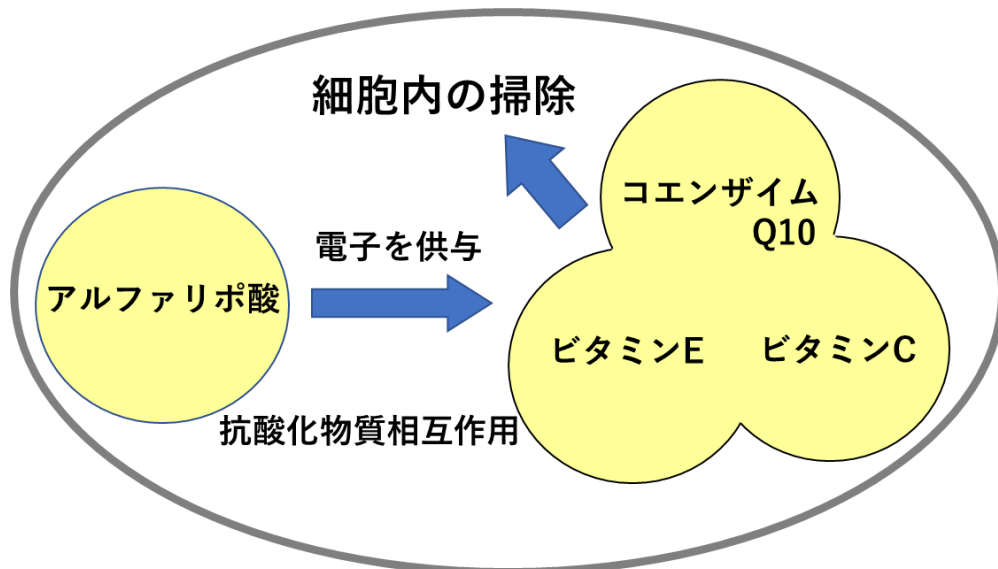 細胞内の掃除
コエンザイム
Q10
電子を供与
アルファリポ酸
ビタミンE
ビタミンC
抗酸化物質相互作用